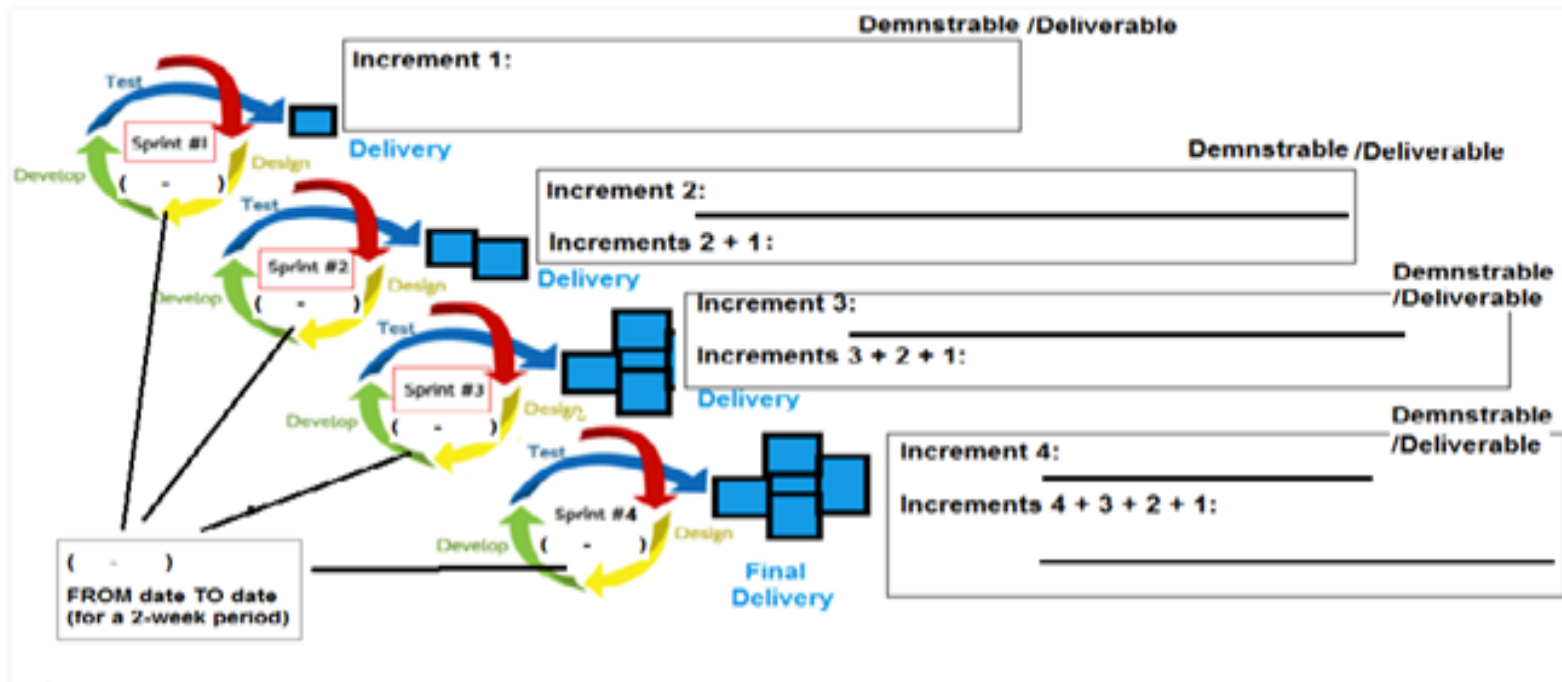 Demnstrable /Deliverable
Increment 1:
Test
Sprint #1
Delivery
Design
Develop
( - )
Demnstrable /Deliverable
Increment 2:
Test
Increments 2 + 1:
Sprint #2
Delivery
Design
Develop
( - )
Demnstrable
/Deliverable
Increment 3:
Test
Increments 3 + 2 + 1:
Sprint #3
Delivery
Design
Develop
( - )
Demnstrable
/Deliverable
Increment 4:
Test
Increments 4 + 3 + 2 + 1:
Sprint #4
Design
Develop
( - )
Final
Delivery
( - )
FROM date TO date
(for a 2-week period)